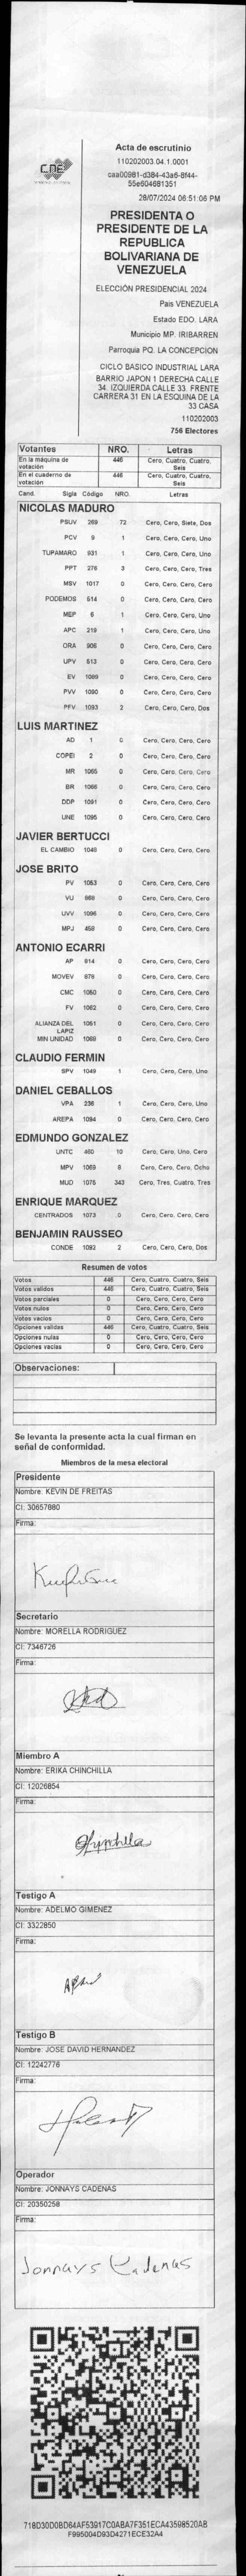 CNE
Acta de escrutinio
110202003.04.1.0001
caa00981-d384-43a6-8f44-
55e604681351
28/07/2024 06:51:06 PM
PRESIDENTA O
PRESIDENTE DE LA
REPUBLICA
BOLIVARIANA DE
VENEZUELA
ELECCIÓN PRESIDENCIAL 2024
Pais VENEZUELA
Estado EDO. LARA
Municipio MP. IRIBARREN
Parroquia PQ. LA CONCEPCION
CICLO BASICO INDUSTRIAL LARA
BARRIO JAPON 1 DERECHA CALLE
34. IZQUIERDA CALLE 33. FRENTE
CARRERA 31 EN LA ESQUINA DE LA
33 CASA
110202003
756 Electores
Votantes NRO. Letras
En la máquina de votación 446 Cero, Cuatro, Cuatro, Seis
En el cuaderno de votación 446 Cero, Cuatro, Cuatro, Seis
Cand. Sigla Código NRO. Letras
NICOLAS MADURO
PSUV 269 72 Cero, Cero, Siete, Dos
PCV 9 1 Cero, Cero, Cero, Uno
TUPAMARO 931 1 Cero, Cero, Cero, Uno
PPT 276 3 Cero, Cero, Cero, Tres
MSV 1017 0 Cero, Cero, Cero, Cero
PODEMOS 514 0 Cero, Cero, Cero, Cero
MEP 6 1 Cero, Cero, Cero, Uno
APC 219 1 Cero, Cero, Cero, Uno
ORA 906 0 Cero, Cero, Cero, Cero
UPV 513 0 Cero, Cero, Cero, Cero
EV 1089 0 Cero, Cero, Cero, Cero
PVV 1090 0 Cero, Cero, Cero, Cero
PFV 1093 2 Cero, Cero, Cero, Dos
LUIS MARTINEZ
AD 1 0 Cero, Cero, Cero, Cero
COPEI 2 0 Cero, Cero, Cero, Cero
MR 1065 0 Cero, Cero, Cero, Cero
BR 1066 0 Cero, Cero, Cero, Cero
DDP 1091 0 Cero, Cero, Cero, Cero
UNE 1095 0 Cero, Cero, Cero, Cero
JAVIER BERTUCCI
EL CAMBIO 1048 0 Cero, Cero, Cero, Cero
JOSE BRITO
PV 1053 0 Cero, Cero, Cero, Cero
VU 868 0 Cero, Cero, Cero, Cero
UVV 1096 0 Cero, Cero, Cero, Cero
MPJ 458 0 Cero, Cero, Cero, Cero
ANTONIO ECARRI
AP 914 0 Cero, Cero, Cero, Cero
MOVEV 879 0 Cero, Cero, Cero, Cero
CMC 1050 0 Cero, Cero, Cero, Cero
FV 1062 0 Cero, Cero, Cero, Cero
ALIANZA DEL LAPIZ 1051 0 Cero, Cero, Cero, Cero
MIN UNIDAD 1068 0 Cero, Cero, Cero, Cero
CLAUDIO FERMIN
SPV 1049 1 Cero, Cero, Cero, Uno
DANIEL CEBALLOS
VPA 236 1 Cero, Cero, Cero, Uno
AREPA 1094 0 Cero, Cero, Cero, Cero
EDMUNDO GONZALEZ
UNTC 460 10 Cero, Cero, Uno, Cero
MPV 1069 8 Cero, Cero, Cero, Ocho
MUD 1075 343 Cero, Tres, Cuatro, Tres
ENRIQUE MARQUEZ
CENTRADOS 1073 0 Cero, Cero, Cero, Cero
BENJAMIN RAUSSEO
CONDE 1092 2 Cero, Cero, Cero, Dos
Resumen de votos
Votos 446 Cero, Cuatro, Cuatro, Seis
Votos validos 446 Cero, Cuatro, Cuatro, Seis
Votos parciales 0 Cero, Cero, Cero, Cero
Votos nulos 0 Cero, Cero, Cero, Cero
Votos vacios 0 Cero, Cero, Cero, Cero
Opciones validas 446 Cero, Cuatro, Cuatro, Seis
Opciones nulas 0 Cero, Cero, Cero, Cero
Opciones vacias 0 Cero, Cero, Cero, Cero
Observaciones:
Se levanta la presente acta la cual firman en
señal de conformidad.
Miembros de la mesa electoral
Presidente
Nombre: KEVIN DE FREITAS
CI: 30657880
Firma:
Secretario
Nombre: MORELLA RODRIGUEZ
CI: 7346726
Firma:
Miembro A
Nombre: ERIKA CHINCHILLA
CI: 12026854
Firma:
Testigo A
Nombre: ADELMO GIMENEZ
CI: 3322850
Firma:
Testigo B
Nombre: JOSE DAVID HERNANDEZ
CI: 12242776
Firma:
Operador
Nombre: JONNAYS CADENAS
CI: 20350258
Firma:
Jonnays Cadenas
718D30D0BD64AF53917C0ABA7F351ECA43598520AB
F995004D93D4271ECE32A4